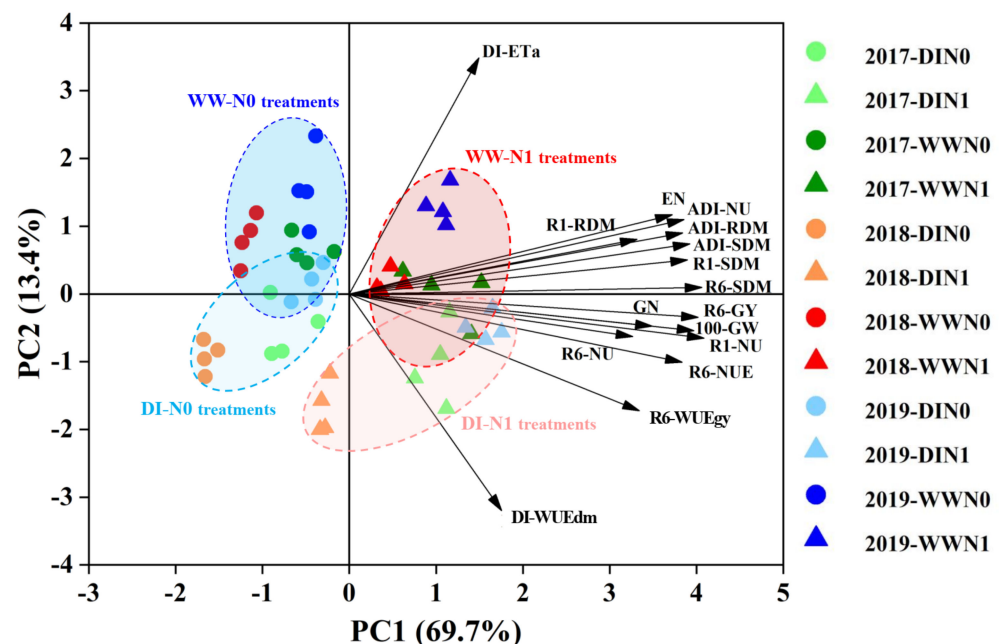 4
3
2
1
0
-1
-2
-3
-4
PC2 (13.4%)
-3
-2
-1
0
1
2
3
4
5
PC1 (69.7%)
DI-ETa
WW-N0 treatments
WW-N1 treatments
EN
ADI-NU
R1-RDM
ADI-RDM
ADI-SDM
R1-SDM
R6-SDM
GN
R6-GY
100-GW
R1-NU
R6-NU
R6-NUE
R6-WUEgy
DI-N0 treatments
DI-N1 treatments
DI-WUEdm
2017-DIN0
2017-DIN1
2017-WWN0
2017-WWN1
2018-DIN0
2018-DIN1
2018-WWN0
2018-WWN1
2019-DIN0
2019-DIN1
2019-WWN0
2019-WWN1